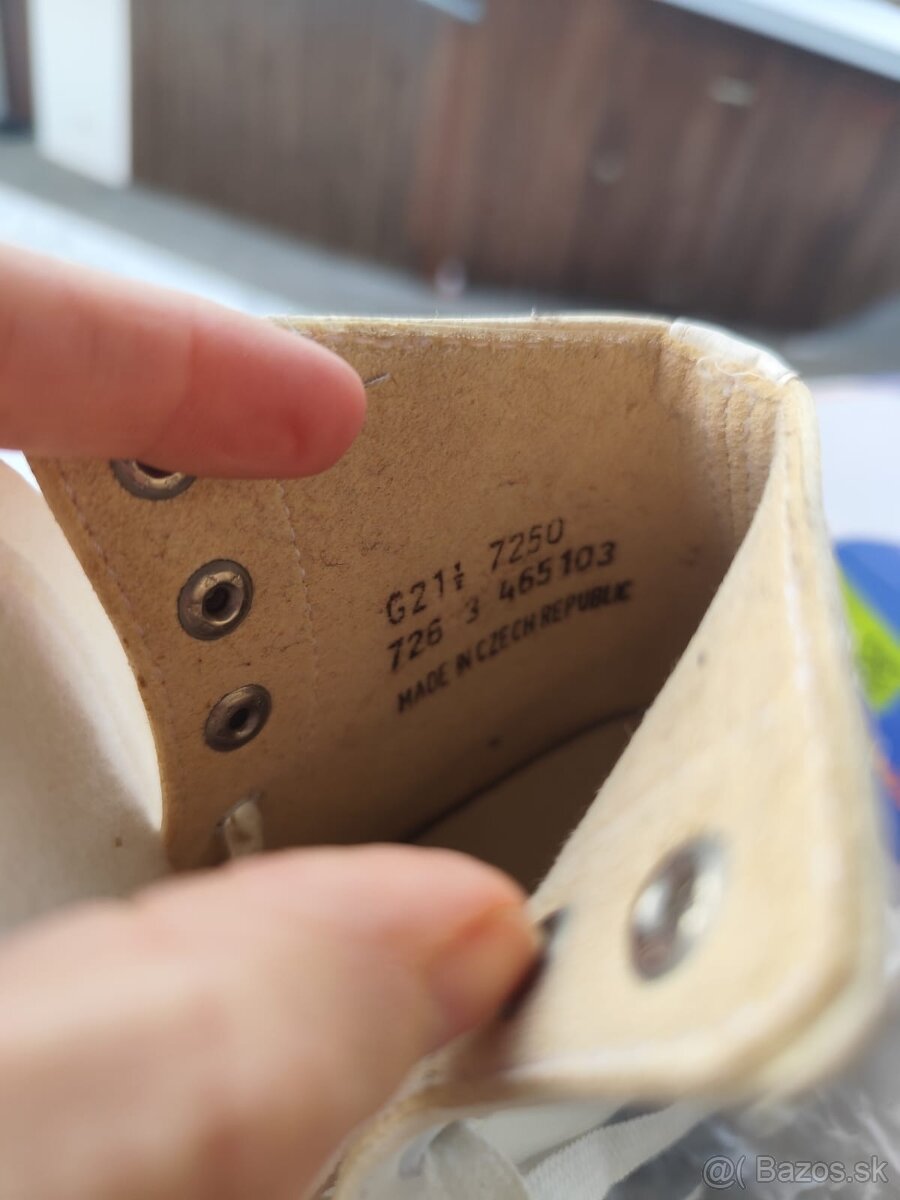 G21½ 7250
726 3 465103
MADE IN CZECH REPUBLIC
@( Bazos.sk